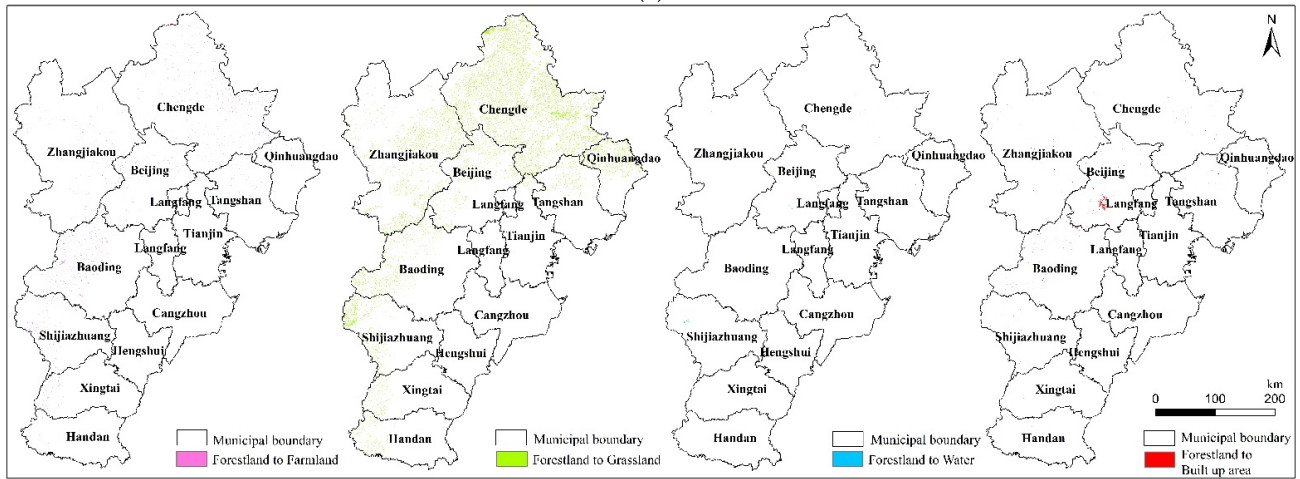 N
Chengde
Zhangjiakou
Beijing
Qinhuangdao
Langfang
Tangshan
Tianjin
Langfang
Baoding
Cangzhou
Shijiazhuang
Hengshui
Xingtai
Handan
Municipal boundary
Forestland to Farmland
Chengde
Zhangjiakou
Beijing
Qinhuangdao
Langfang
Tangshan
Tianjin
Langfang
Baoding
Cangzhou
Shijiazhuang
Hengshui
Xingtai
Handan
Municipal boundary
Forestland to Grassland
Chengde
Zhangjiakou
Beijing
Qinhuangdao
Langfang
Tangshan
Tianjin
Langfang
Baoding
Cangzhou
Shijiazhuang
Hengshui
Xingtai
Handan
Municipal boundary
Forestland to Water
Chengde
Zhangjiakou
Beijing
Qinhuangdao
Langfang
Tangshan
Tianjin
Langfang
Baoding
Cangzhou
Shijiazhuang
Hengshui
Xingtai
Handan
km
0 100 200
Municipal boundary
Forestland to
Built up area